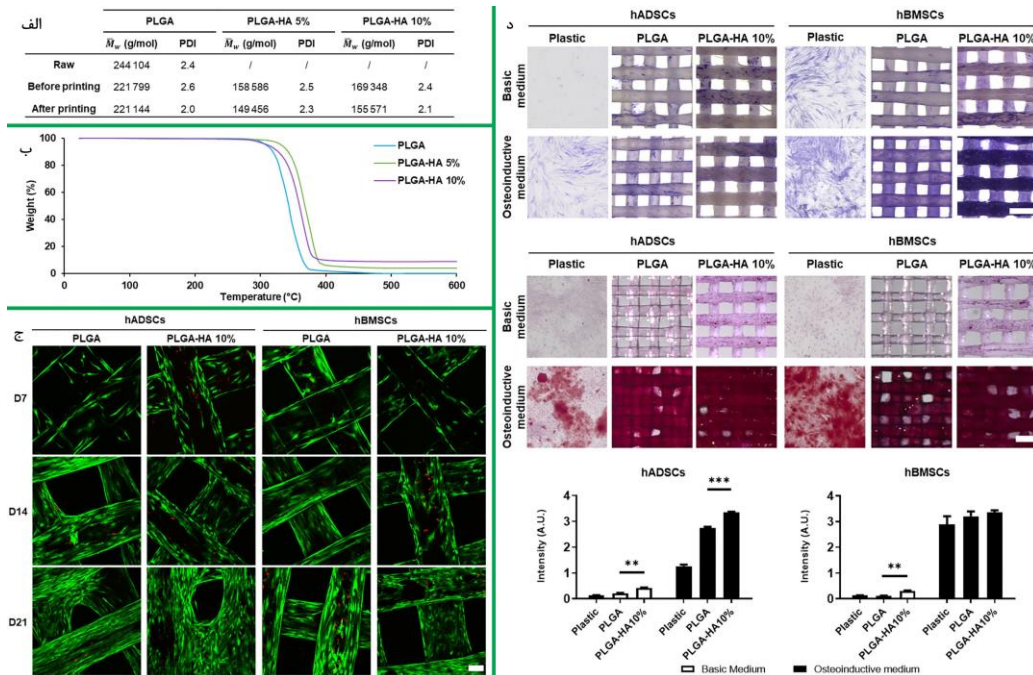 الف
PLGA PLGA-HA 5% PLGA-HA 10%
M̅w (g/mol) PDI M̅w (g/mol) PDI M̅w (g/mol) PDI
Raw 244 104 2.4 / / / /
Before printing 221 799 2.6 158 586 2.5 169 348 2.4
After printing 221 144 2.0 149 456 2.3 155 571 2.1
ب
Weight (%)
100
80
60
40
20
0
0 100 200 300 400 500 600
Temperature (°C)
PLGA
PLGA-HA 5%
PLGA-HA 10%
ج
hADSCs hBMSCs
PLGA PLGA-HA 10% PLGA PLGA-HA 10%
D7
D14
D21
د
hADSCs hBMSCs
Plastic PLGA PLGA-HA 10% Plastic PLGA PLGA-HA 10%
Basic medium
Osteoinductive medium
hADSCs hBMSCs
Plastic PLGA PLGA-HA 10% Plastic PLGA PLGA-HA 10%
Basic medium
Osteoinductive medium
hADSCs
Intensity (A.U.)
4
3
2
1
0
**
***
Plastic PLGA PLGA-HA10% Plastic PLGA PLGA-HA10%
hBMSCs
Intensity (A.U.)
4
3
2
1
0
**
Plastic PLGA PLGA-HA10% Plastic PLGA PLGA-HA10%
Basic Medium Osteoinductive medium